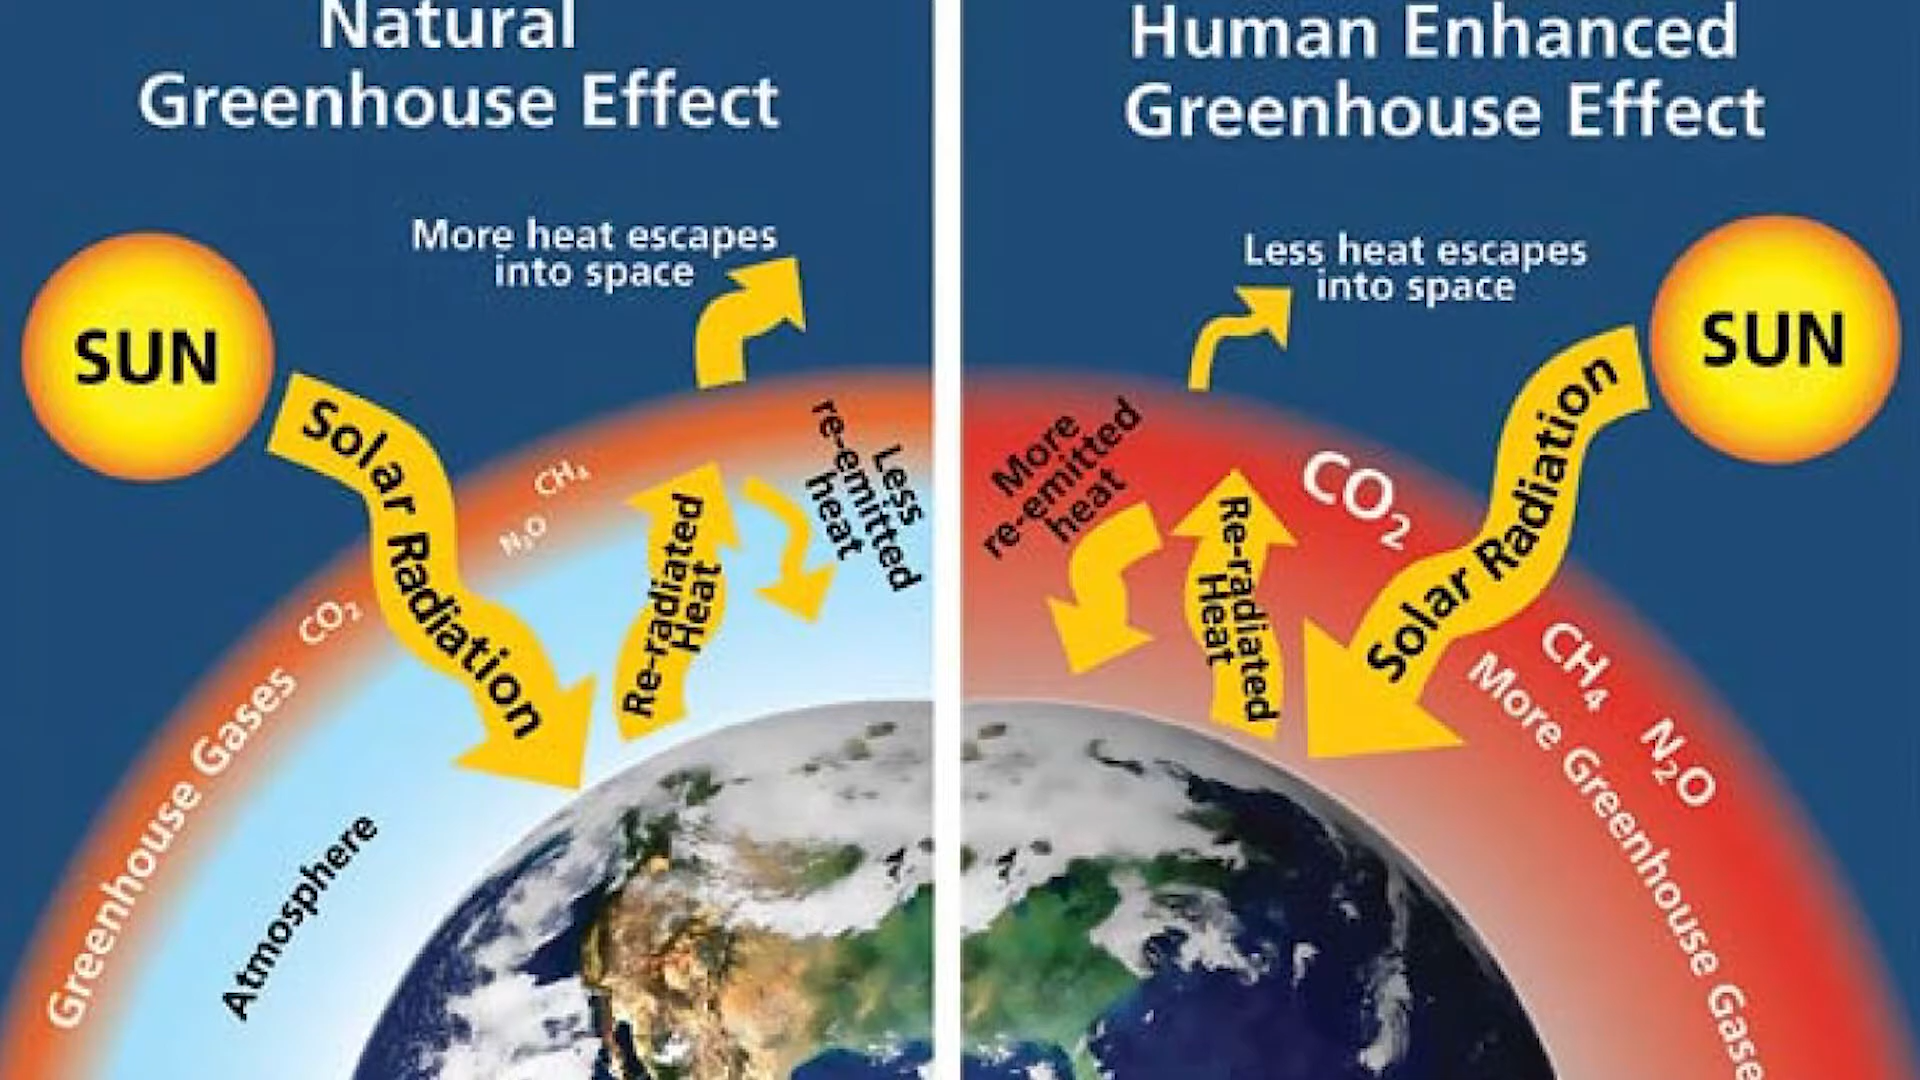 Natural
Greenhouse Effect
More heat escapes
into space
SUN
Solar Radiation
Less
re-emitted
heat
CH4
N2O
Re-radiated
Heat
CO2
Greenhouse Gases
Atmosphere
Human Enhanced
Greenhouse Effect
Less heat escapes
into space
SUN
Solar Radiation
More
re-emitted
heat
CO2
Re-radiated
Heat
CH4
N2O
More Greenhouse Gase